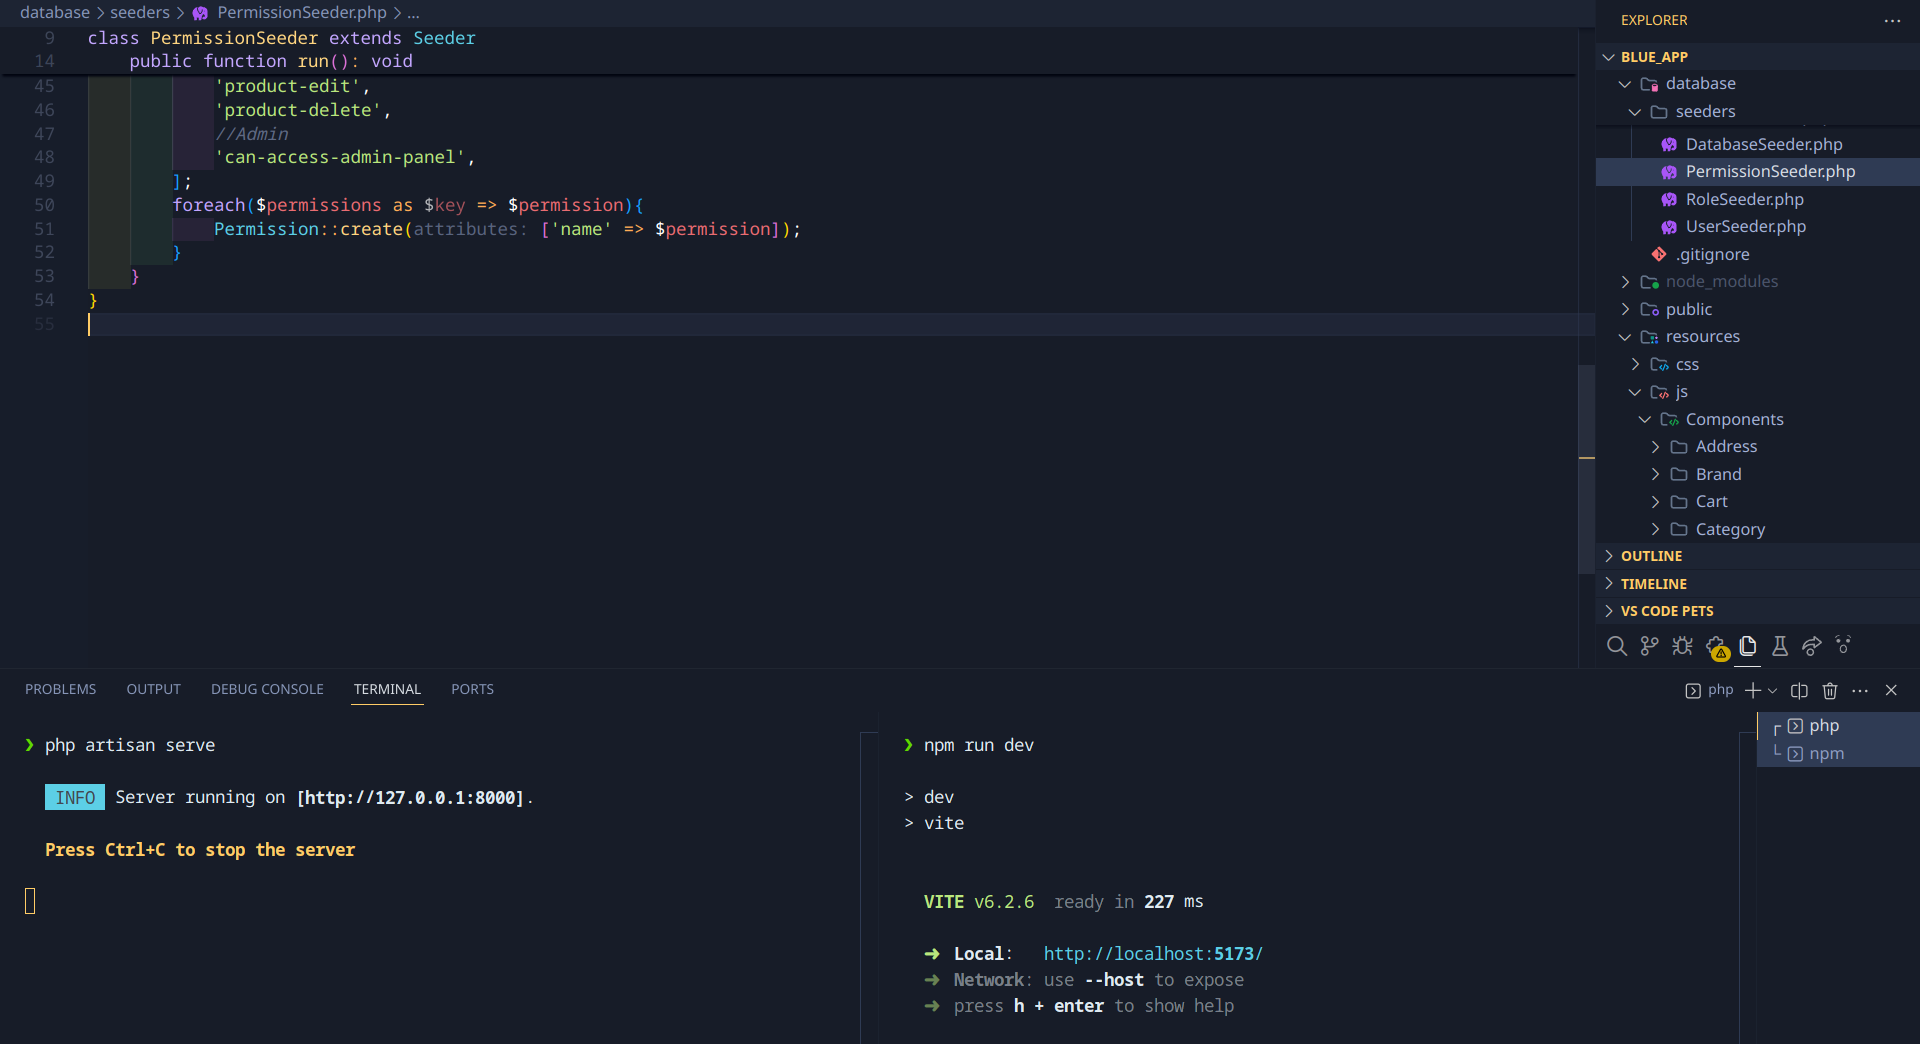 database > seeders > PermissionSeeder.php > ...
9 class PermissionSeeder extends Seeder
14 public function run(): void
45 'product-edit',
46 'product-delete',
47 //Admin
48 'can-access-admin-panel',
49 ];
50 foreach($permissions as $key => $permission){
51 Permission::create(attributes: ['name' => $permission]);
52 }
53 }
54 }
55
EXPLORER
BLUE_APP
database
seeders
DatabaseSeeder.php
PermissionSeeder.php
RoleSeeder.php
UserSeeder.php
.gitignore
node_modules
public
resources
css
js
Components
Address
Brand
Cart
Category
OUTLINE
TIMELINE
VS CODE PETS
PROBLEMS OUTPUT DEBUG CONSOLE TERMINAL PORTS
php
❯ php artisan serve
INFO Server running on [http://127.0.0.1:8000].
Press Ctrl+C to stop the server
❯ npm run dev
> dev
> vite
VITE v6.2.6 ready in 227 ms
➜ Local: http://localhost:5173/
➜ Network: use --host to expose
➜ press h + enter to show help
php
npm